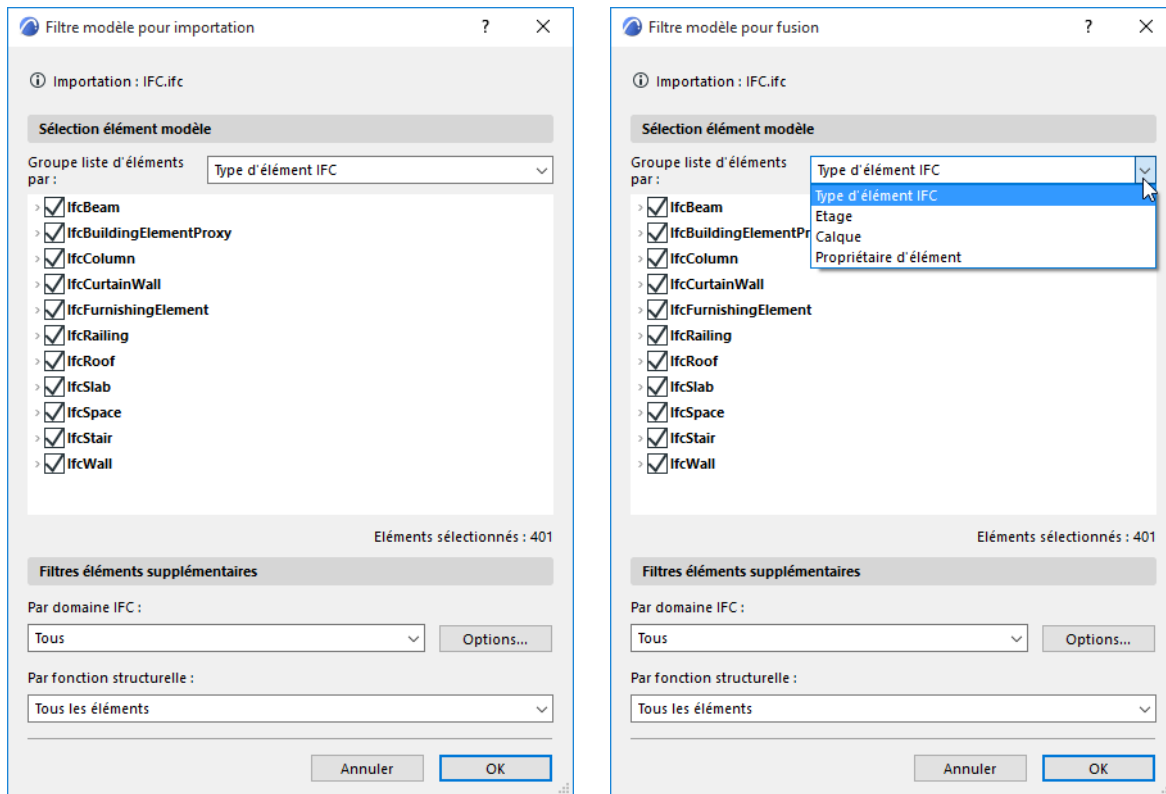 Filtre modèle pour importation
Importation : IFC.ifc
Sélection élément modèle
Groupe liste d'éléments
par :
Type d'élément IFC
IfcBeam
IfcBuildingElementProxy
IfcColumn
IfcCurtainWall
IfcFurnishingElement
IfcRailing
IfcRoof
IfcSlab
IfcSpace
IfcStair
IfcWall
Eléments sélectionnés : 401
Filtres éléments supplémentaires
Par domaine IFC :
Tous
Options...
Par fonction structurelle :
Tous les éléments
Annuler
OK
Filtre modèle pour fusion
Importation : IFC.ifc
Sélection élément modèle
Groupe liste d'éléments
par :
Type d'élément IFC
Type d'élément IFC
Etage
Calque
Propriétaire d'élément
IfcBeam
IfcBuildingElementPr
IfcColumn
IfcCurtainWall
IfcFurnishingElement
IfcRailing
IfcRoof
IfcSlab
IfcSpace
IfcStair
IfcWall
Eléments sélectionnés : 401
Filtres éléments supplémentaires
Par domaine IFC :
Tous
Options...
Par fonction structurelle :
Tous les éléments
Annuler
OK